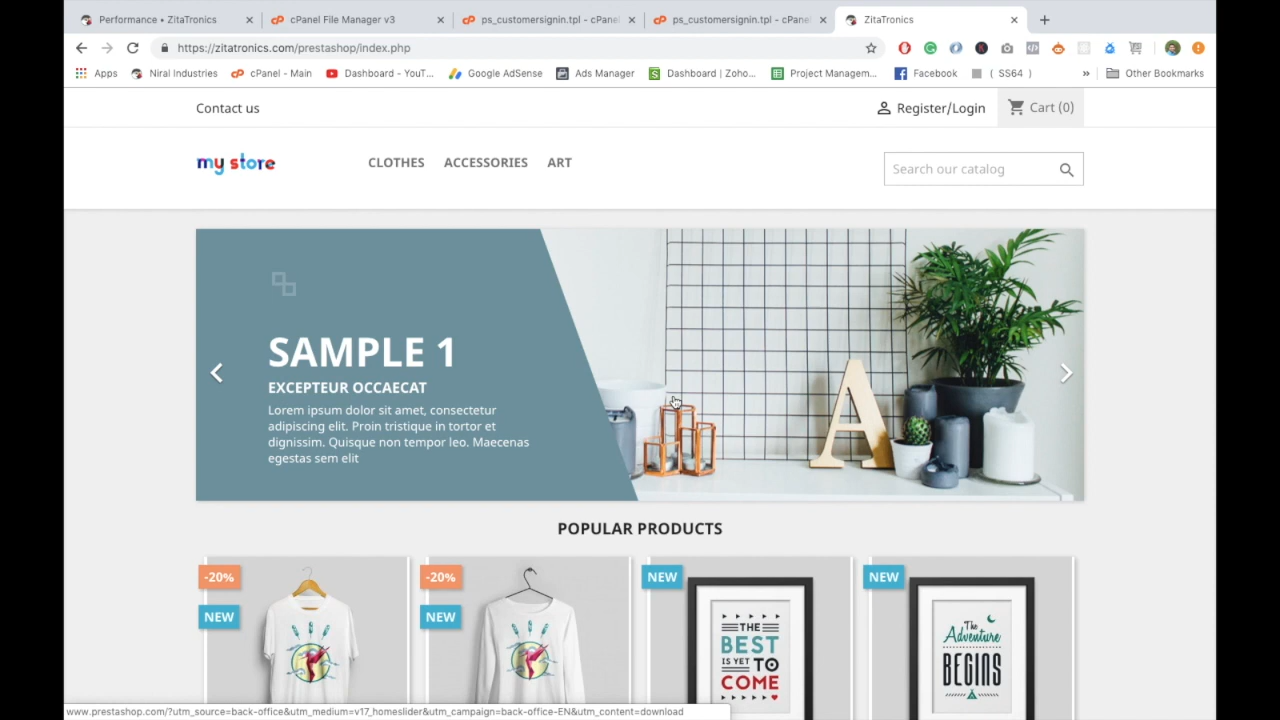 Performance • ZitaTronics
cPanel File Manager v3
ps_customersignin.tpl - cPanel
ps_customersignin.tpl - cPanel
ZitaTronics
https://zitatronics.com/prestashop/index.php
Apps
Niral Industries
cPanel - Main
Dashboard - YouT...
Google AdSense
Ads Manager
Dashboard | Zoho...
Project Managem...
Facebook
( SS64 )
»
Other Bookmarks
Contact us
Register/Login
Cart (0)
my store
CLOTHES
ACCESSORIES
ART
Search our catalog
SAMPLE 1
EXCEPTEUR OCCAECAT
Lorem ipsum dolor sit amet, consectetur
adipiscing elit. Proin tristique in tortor et
dignissim. Quisque non tempor leo. Maecenas
egestas sem elit
A
POPULAR PRODUCTS
-20%
NEW
-20%
NEW
NEW
THE
BEST
IS YET TO
COME
NEW
The
Adventure
BEGINS
www.prestashop.com/?utm_source=back-office&utm_medium=v17_homeslider&utm_campaign=back-office-EN&utm_content=download